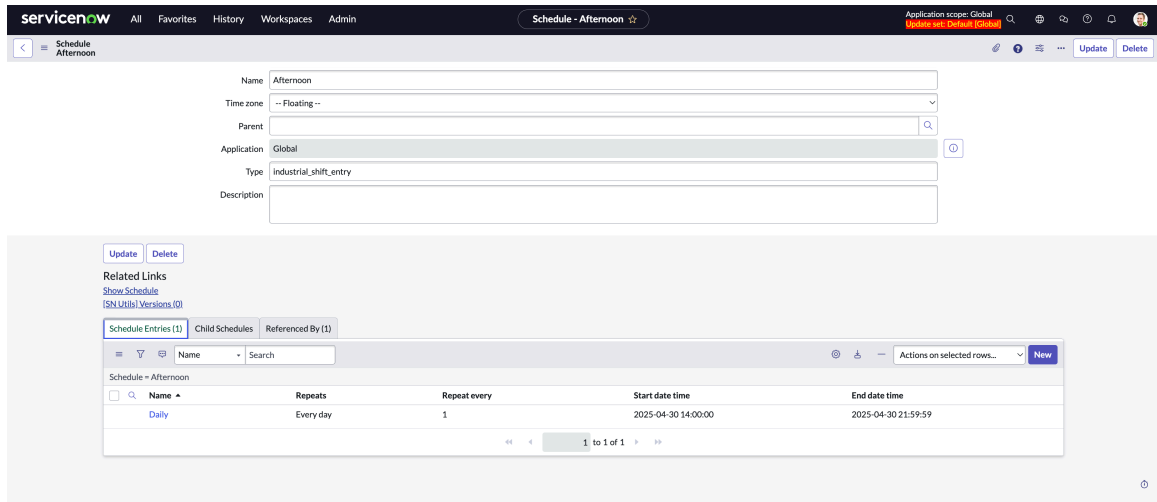 servicenow All Favorites History Workspaces Admin Schedule - Afternoon Application scope: Global
Update set: Default [Global]
Schedule
Afternoon
Update Delete
Name Afternoon
Time zone -- Floating --
Parent
Application Global
Type industrial_shift_entry
Description
Update Delete
Related Links
Show Schedule
[SN Utils] Versions (0)
Schedule Entries (1) Child Schedules Referenced By (1)
Name Search Actions on selected rows... New
Schedule = Afternoon
Name Repeats Repeat every Start date time End date time
Daily Every day 1 2025-04-30 14:00:00 2025-04-30 21:59:59
1 to 1 of 1